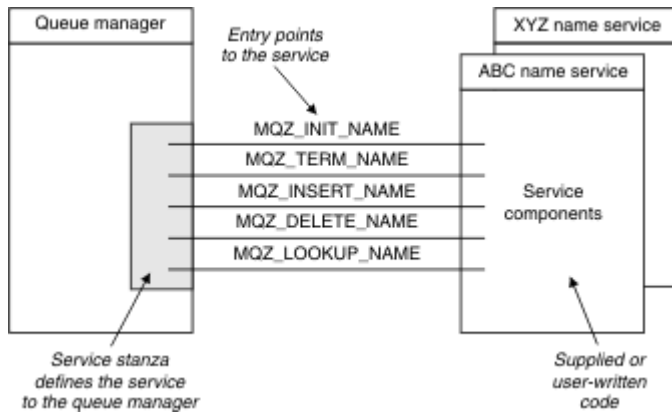 Queue manager
Entry points
to the service
XYZ name service
ABC name service
MQZ_INIT_NAME
MQZ_TERM_NAME
MQZ_INSERT_NAME
MQZ_DELETE_NAME
MQZ_LOOKUP_NAME
Service
components
Service stanza
defines the service
to the queue manager
Supplied or
user-written
code